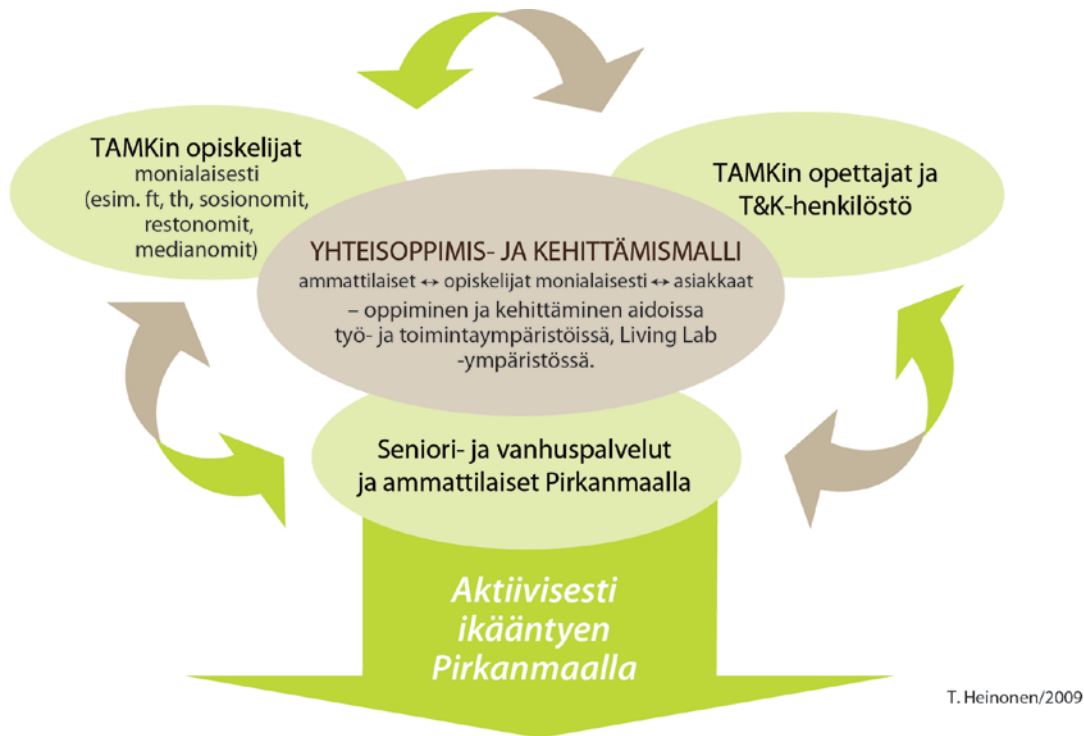 TAMKin opiskelijat
monialaisesti
(esim. ft, th, sosionomit,
restonomit,
medianomit)
TAMKin opettajat ja
T&K-henkilöstö
YHTEISOPPIMIS- JA KEHITTÄMISMALLI
ammattilaiset ↔ opiskelijat monialaisesti ↔ asiakkaat
– oppiminen ja kehittäminen aidoissa
työ- ja toimintaympäristöissä, Living Lab
-ympäristössä.
Seniori- ja vanhuspalvelut
ja ammattilaiset Pirkanmaalla
Aktiivisesti
ikääntyen
Pirkanmaalla
T. Heinonen/2009